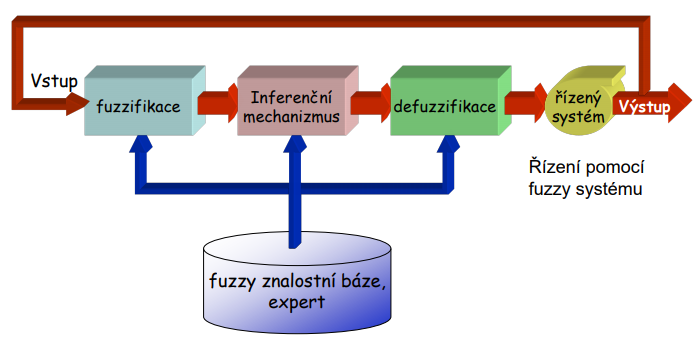 Vstup
fuzzifikace
Inferenční
mechanizmus
defuzzifikace
řízený
systém
Výstup
Řízení pomocí
fuzzy systému
fuzzy znalostní báze,
expert